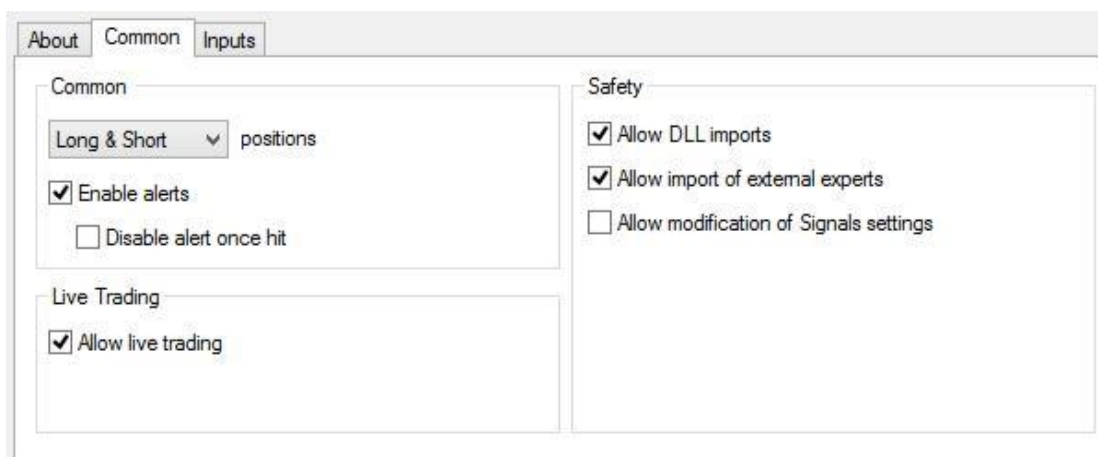 About Common Inputs
Common
Long & Short positions
Enable alerts
Disable alert once hit
Live Trading
Allow live trading
Safety
Allow DLL imports
Allow import of external experts
Allow modification of Signals settings